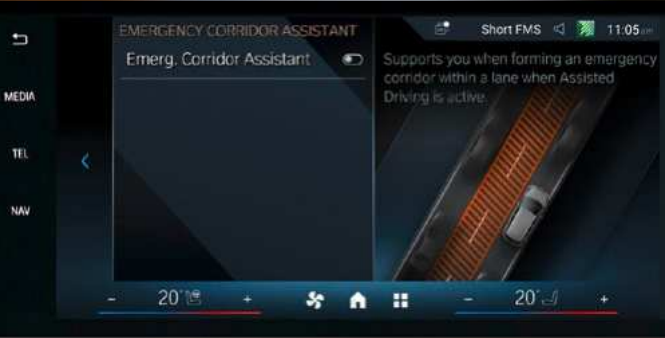 EMERGENCY CORRIDOR ASSISTANT
Short FMS
11:05
Emerg. Corridor Assistant
Supports you when forming an emergency
corridor within a lane when Assisted
Driving is active.
MEDIA
TEL
NAV
- 20° +
- 20° +